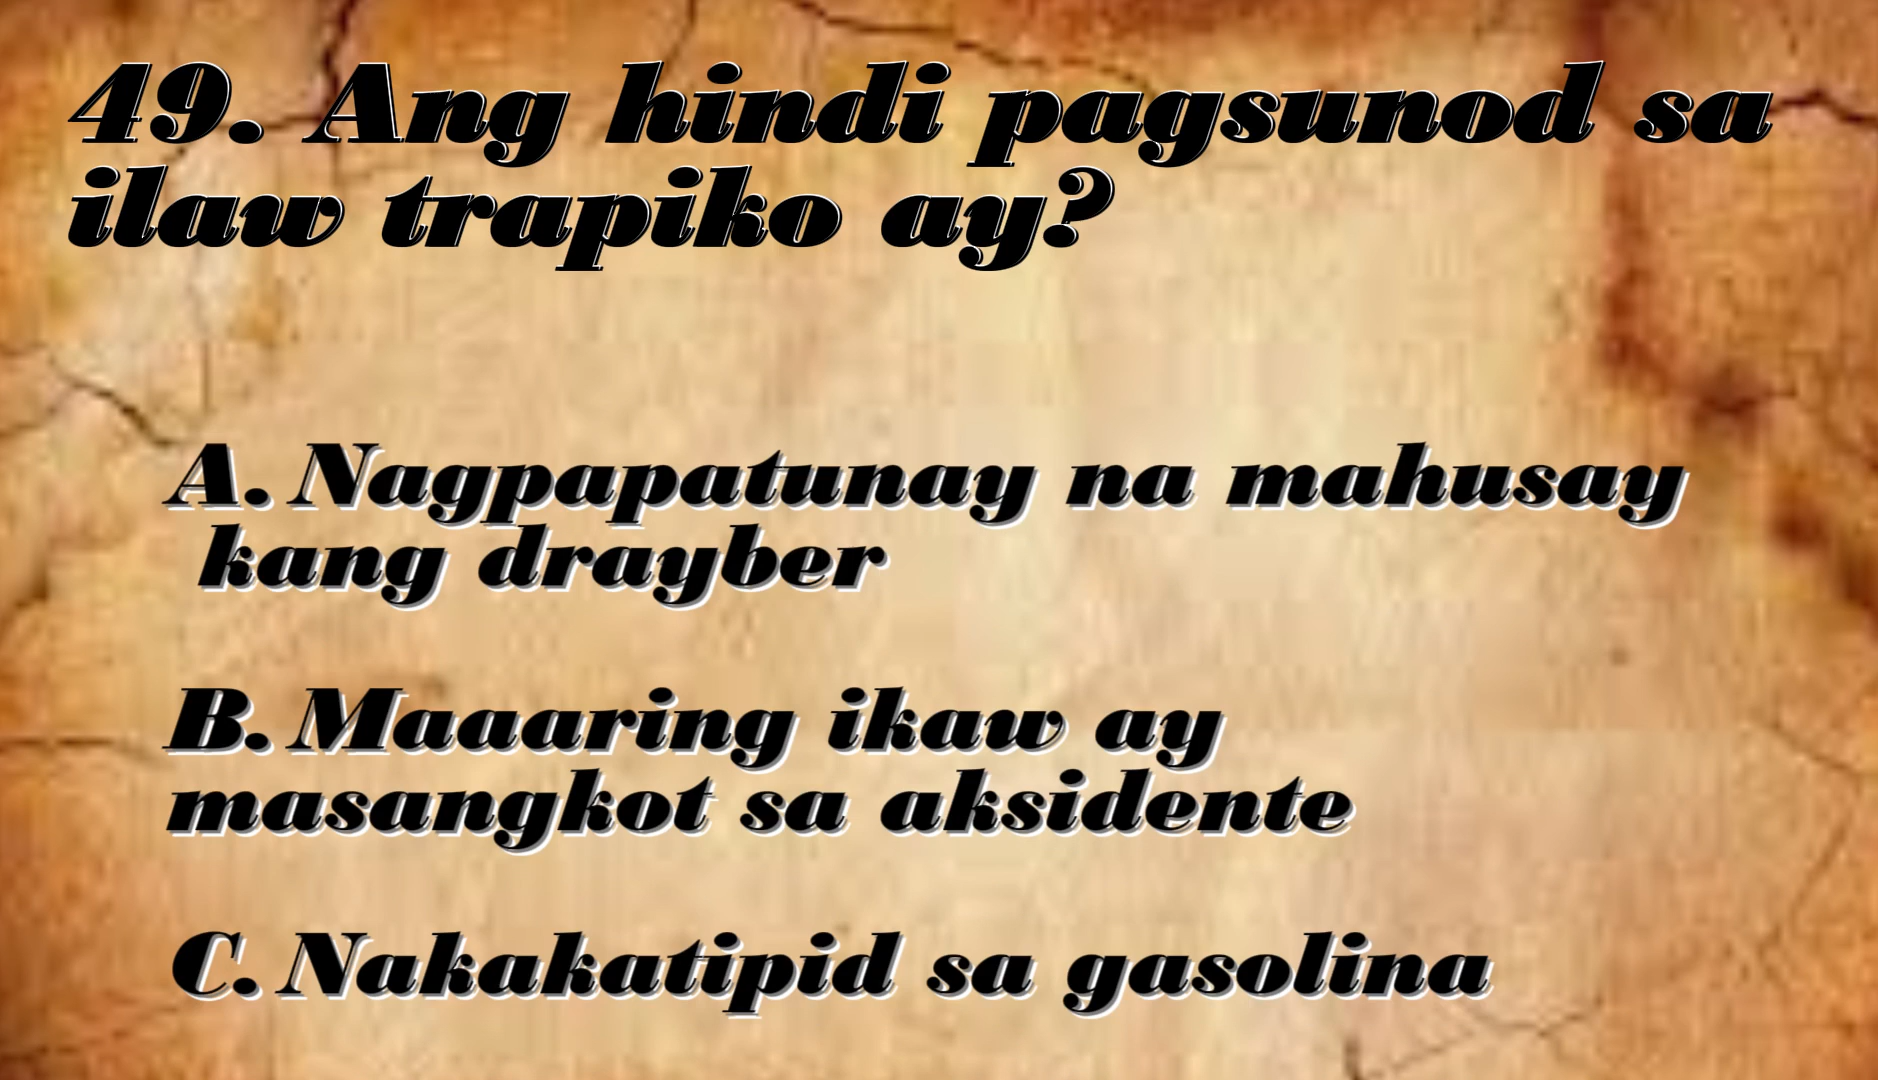 49. Ang hindi pagsunod sa
ilaw trapiko ay?
A. Nagpapatunay na mahusay
kang drayber
B. Maaaring ikaw ay
masangkot sa aksidente
C. Nakakatipid sa gasolina